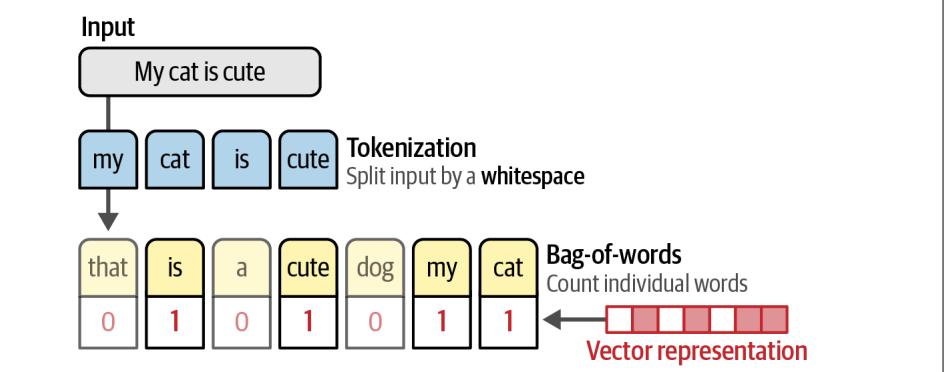 Input
My cat is cute
my cat is cute
Tokenization
Split input by a whitespace
that is a cute dog my cat
0 1 0 1 0 1 1
Bag-of-words
Count individual words
Vector representation